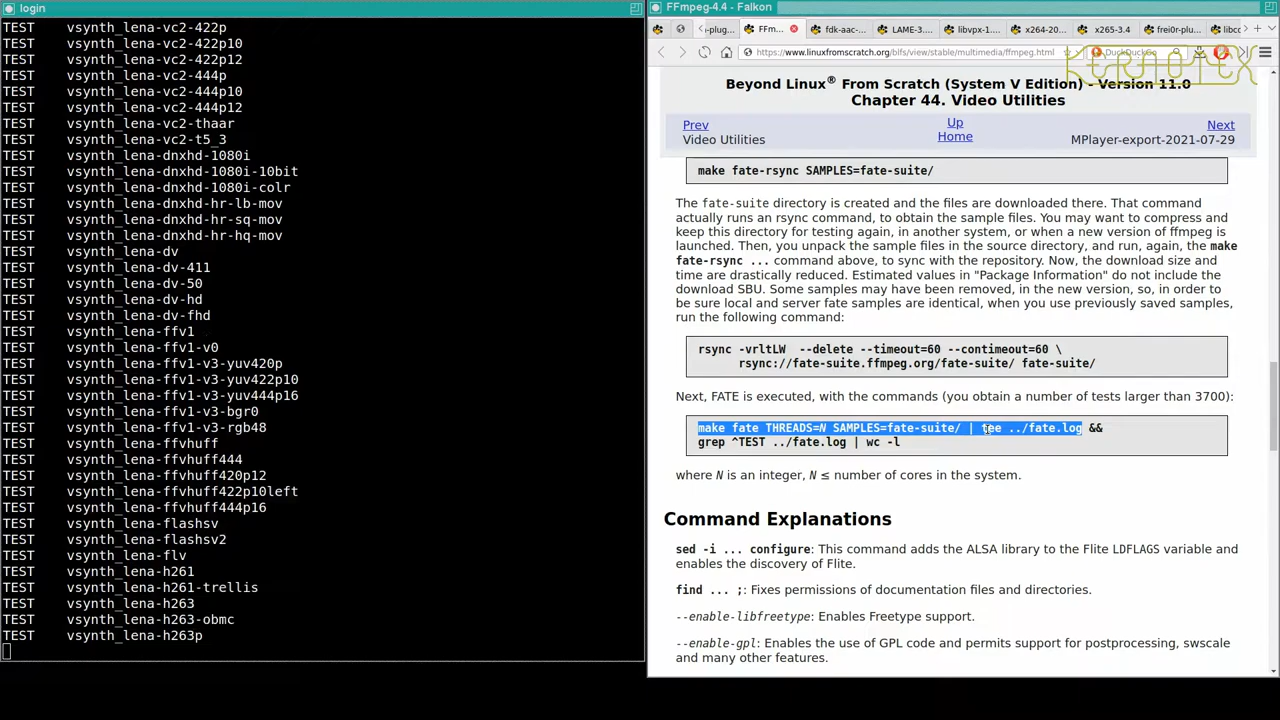 login
TEST vsynth_lena-vc2-422p
TEST vsynth_lena-vc2-422p10
TEST vsynth_lena-vc2-422p12
TEST vsynth_lena-vc2-444p
TEST vsynth_lena-vc2-444p10
TEST vsynth_lena-vc2-444p12
TEST vsynth_lena-vc2-thaar
TEST vsynth_lena-vc2-t5_3
TEST vsynth_lena-dnxhd-1080i
TEST vsynth_lena-dnxhd-1080i-10bit
TEST vsynth_lena-dnxhd-1080i-colr
TEST vsynth_lena-dnxhd-hr-lb-mov
TEST vsynth_lena-dnxhd-hr-sq-mov
TEST vsynth_lena-dnxhd-hr-hq-mov
TEST vsynth_lena-dv
TEST vsynth_lena-dv-411
TEST vsynth_lena-dv-50
TEST vsynth_lena-dv-hd
TEST vsynth_lena-dv-fhd
TEST vsynth_lena-ffv1
TEST vsynth_lena-ffv1-v0
TEST vsynth_lena-ffv1-v3-yuv420p
TEST vsynth_lena-ffv1-v3-yuv422p10
TEST vsynth_lena-ffv1-v3-yuv444p16
TEST vsynth_lena-ffv1-v3-bgr0
TEST vsynth_lena-ffv1-v3-rgb48
TEST vsynth_lena-ffvhuff
TEST vsynth_lena-ffvhuff444
TEST vsynth_lena-ffvhuff420p12
TEST vsynth_lena-ffvhuff422p10left
TEST vsynth_lena-ffvhuff444p16
TEST vsynth_lena-flashsv
TEST vsynth_lena-flashsv2
TEST vsynth_lena-flv
TEST vsynth_lena-h261
TEST vsynth_lena-h261-trellis
TEST vsynth_lena-h263
TEST vsynth_lena-h263-obmc
TEST vsynth_lena-h263p
FFmpeg-4.4 - Falkon
-plug... FFm... fdk-aac-... LAME-3... libvpx-1... x264-20... x265-3.4 frei0r-plu... libcd
https://www.linuxfromscratch.org/blfs/view/stable/multimedia/ffmpeg.html DuckDuckGo
KERNOTEX
Beyond Linux® From Scratch (System V Edition) - Version 11.0
Chapter 44. Video Utilities
Prev Up Next
Video Utilities Home MPlayer-export-2021-07-29
make fate-rsync SAMPLES=fate-suite/
The fate-suite directory is created and the files are downloaded there. That command
actually runs an rsync command, to obtain the sample files. You may want to compress and
keep this directory for testing again, in another system, or when a new version of ffmpeg is
launched. Then, you unpack the sample files in the source directory, and run, again, the make
fate-rsync ... command above, to sync with the repository. Now, the download size and
time are drastically reduced. Estimated values in "Package Information" do not include the
download SBU. Some samples may have been removed, in the new version, so, in order to
be sure local and server fate samples are identical, when you use previously saved samples,
run the following command:
rsync -vrltLW --delete --timeout=60 --contimeout=60 \
rsync://fate-suite.ffmpeg.org/fate-suite/ fate-suite/
Next, FATE is executed, with the commands (you obtain a number of tests larger than 3700):
make fate THREADS=N SAMPLES=fate-suite/ | tee ../fate.log &&
grep ^TEST ../fate.log | wc -l
where N is an integer, N ≤ number of cores in the system.
Command Explanations
sed -i ... configure: This command adds the ALSA library to the Flite LDFLAGS variable and
enables the discovery of Flite.
find ... ;: Fixes permissions of documentation files and directories.
--enable-libfreetype: Enables Freetype support.
--enable-gpl: Enables the use of GPL code and permits support for postprocessing, swscale
and many other features.